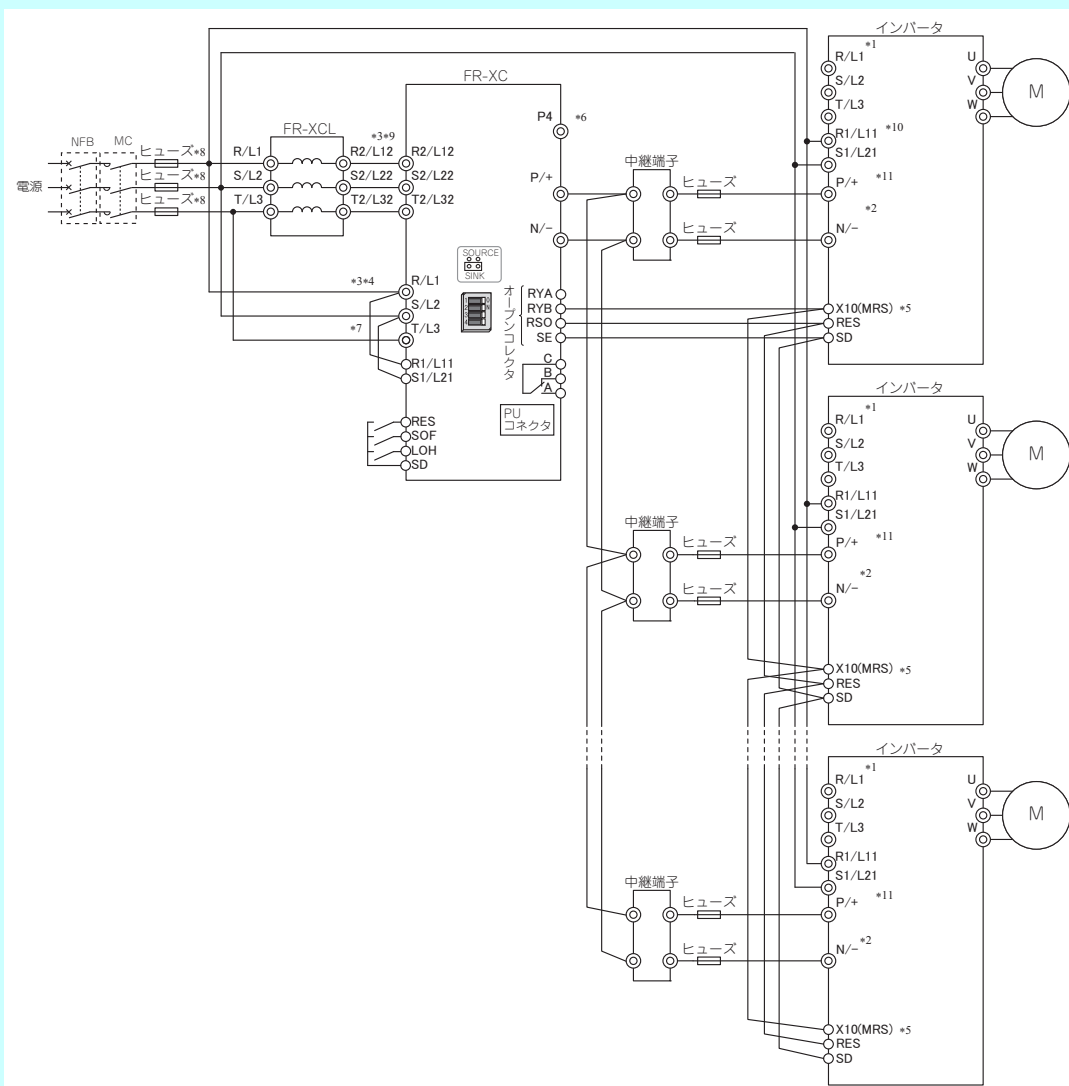 電源
NFB
MC
ヒューズ*8
ヒューズ*8
ヒューズ*8
FR-XCL
R/L1
S/L2
T/L3
R2/L12
S2/L22
T2/L32
*3*9
FR-XC
R2/L12
S2/L22
T2/L32
*3*4
R/L1
S/L2
*7
T/L3
R1/L11
S1/L21
RES
SOF
LOH
SD
SOURCE
SINK
P4
*6
P/+
N/-
オープンコレクタ
RYA
RYB
RSO
SE
C
B
A
PU
コネクタ
中継端子
ヒューズ
ヒューズ
インバータ
R/L1
*1
S/L2
T/L3
R1/L11
*10
S1/L21
P/+
*11
*2
N/-
X10(MRS) *5
RES
SD
U
V
W
M
中継端子
ヒューズ
ヒューズ
インバータ
R/L1
*1
S/L2
T/L3
R1/L11
S1/L21
P/+
*11
N/-
*2
X10(MRS) *5
RES
SD
U
V
W
M
中継端子
ヒューズ
ヒューズ
インバータ
R/L1
*1
S/L2
T/L3
R1/L11
S1/L21
P/+
*11
N/-
*2
X10(MRS) *5
RES
SD
U
V
W
M